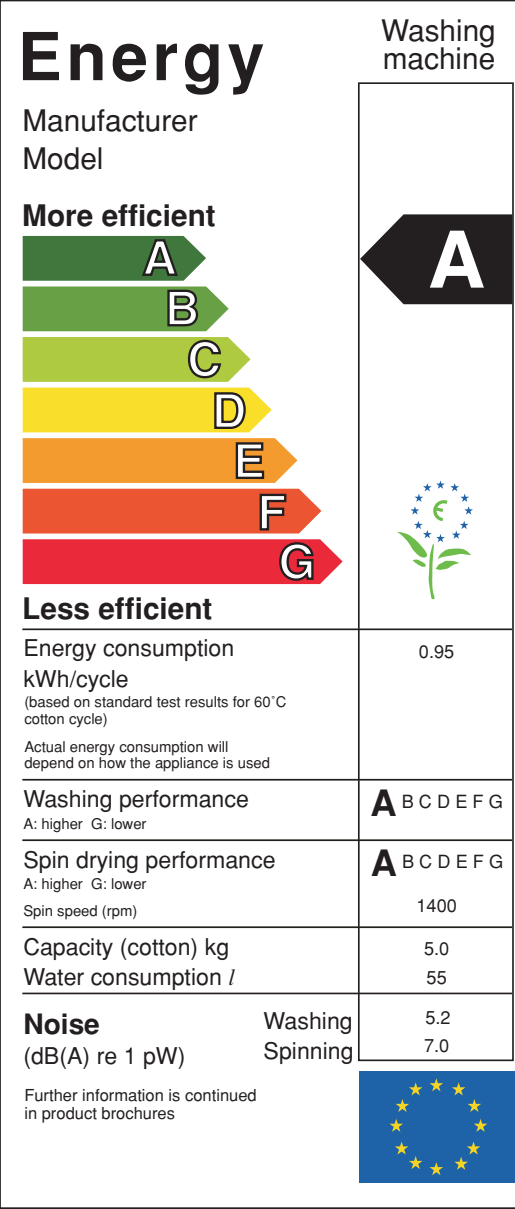 Energy
Washing
machine
Manufacturer
Model
More efficient
A
A
B
C
D
E
F
G
Less efficient
Energy consumption
0.95
kWh/cycle
(based on standard test results for 60˚C
cotton cycle)
Actual energy consumption will
depend on how the appliance is used
Washing performance
A B C D E F G
A: higher G: lower
Spin drying performance
A B C D E F G
A: higher G: lower
Spin speed (rpm)
1400
Capacity (cotton) kg
5.0
Water consumption l
55
Noise
Washing
5.2
(dB(A) re 1 pW)
Spinning
7.0
Further information is continued
in product brochures